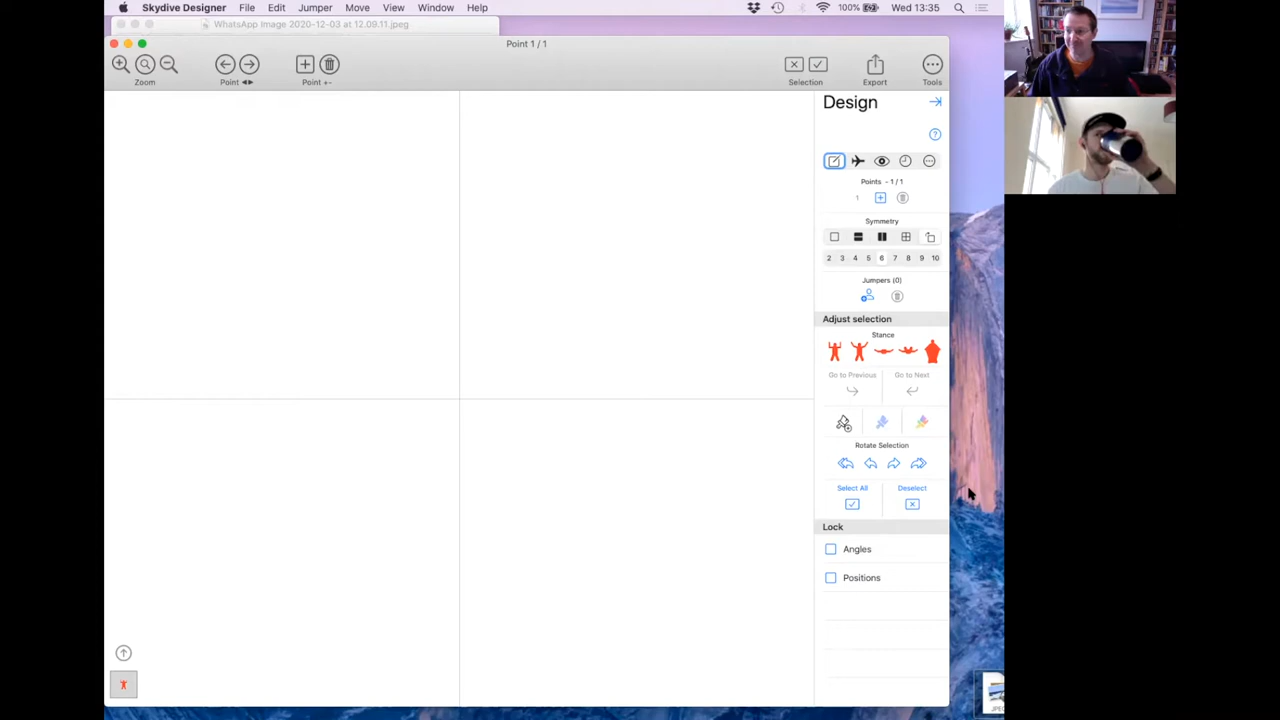 Skydive Designer File Edit Jumper Move View Window Help 100% Wed 13:35
WhatsApp Image 2020-12-03 at 12.09.11.jpeg
Point 1 / 1
Zoom Point Point +- Selection Export Tools
Design
Points - 1 / 1
1
Symmetry
2 3 4 5 6 7 8 9 10
Jumpers (0)
Adjust selection
Stance
Go to Previous Go to Next
Rotate Selection
Select All Deselect
Lock
Angles
Positions